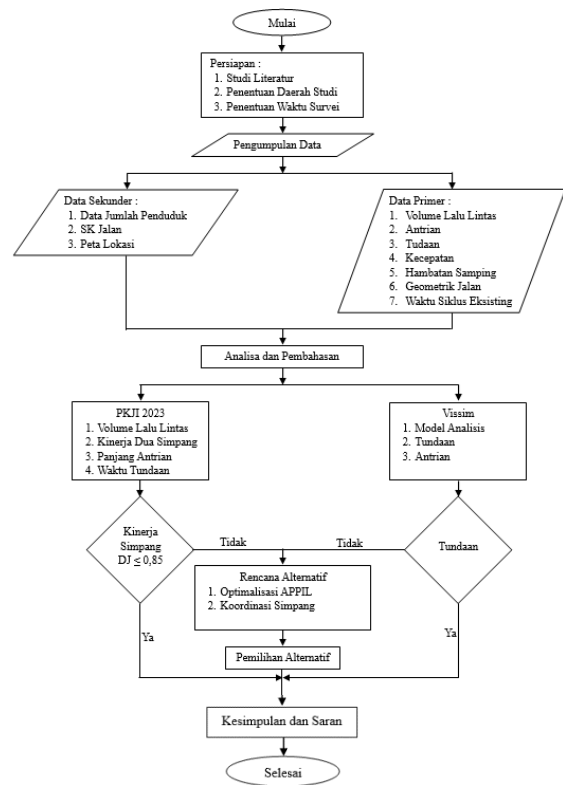 Mulai
Persiapan :
1. Studi Literatur
2. Penentuan Daerah Studi
3. Penentuan Waktu Survei
Pengumpulan Data
Data Sekunder :
1. Data Jumlah Penduduk
2. SK Jalan
3. Peta Lokasi
Data Primer :
1. Volume Lalu Lintas
2. Antrian
3. Tudaan
4. Kecepatan
5. Hambatan Samping
6. Geometrik Jalan
7. Waktu Siklus Eksisting
Analisa dan Pembahasan
PKJI 2023
1. Volume Lalu Lintas
2. Kinerja Dua Simpang
3. Panjang Antrian
4. Waktu Tundaan
Vissim
1. Model Analisis
2. Tundaan
3. Antrian
Kinerja
Simpang
DJ ≤ 0,85
Tidak
Tidak
Tundaan
Rencana Alternatif
1. Optimalisasi APPIL
2. Koordinasi Simpang
Ya
Ya
Pemilihan Alternatif
Kesimpulan dan Saran
Selesai